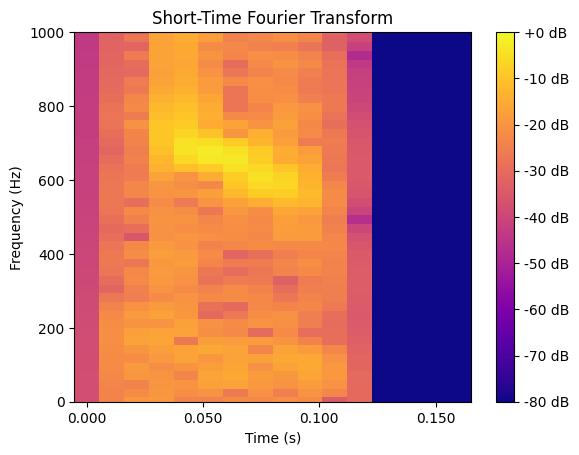 Short-Time Fourier Transform
1000
800
600
400
200
0
Frequency (Hz)
0.000
0.050
0.100
0.150
Time (s)
+0 dB
-10 dB
-20 dB
-30 dB
-40 dB
-50 dB
-60 dB
-70 dB
-80 dB